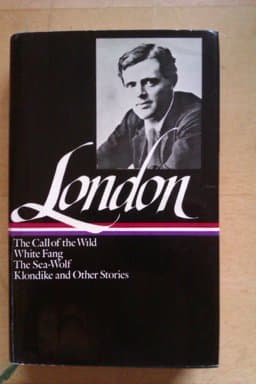 London
The Call of the Wild
White Fang
The Sea-Wolf
Klondike and Other Stories